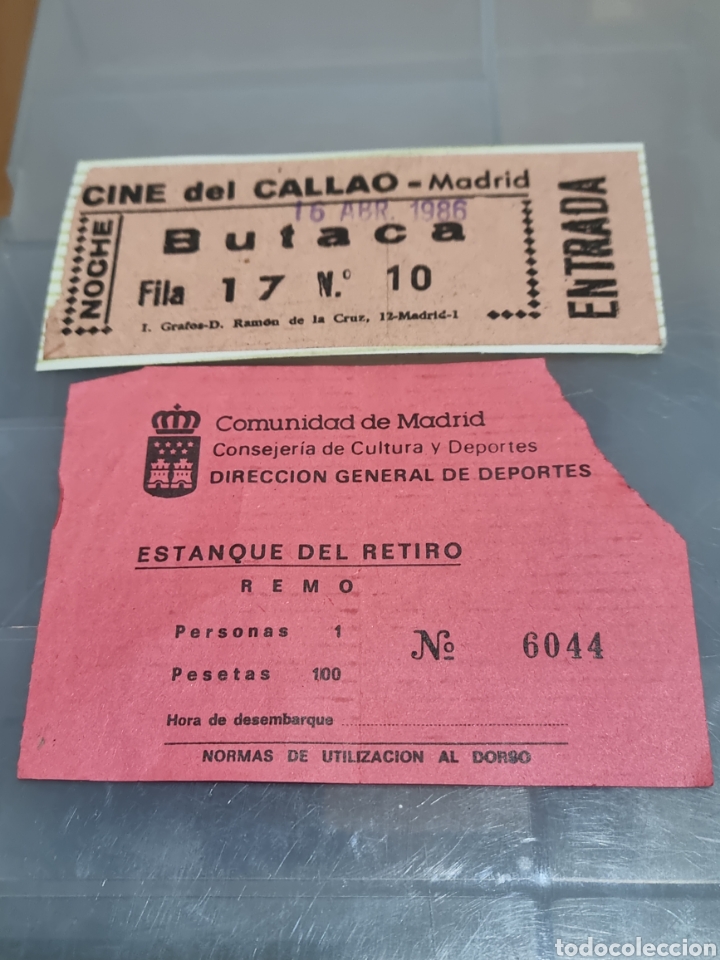 CINE del CALLAO - Madrid
16 ABR. 1986
NOCHE
Butaca
Fila 17 N.º 10
I. Grafos-D. Ramón de la Cruz, 12-Madrid-1
ENTRADA
Comunidad de Madrid
Consejería de Cultura y Deportes
DIRECCION GENERAL DE DEPORTES
ESTANQUE DEL RETIRO
REMO
Personas 1
Nº 6044
Pesetas 100
Hora de desembarque
NORMAS DE UTILIZACION AL DORSO
todocoleccion